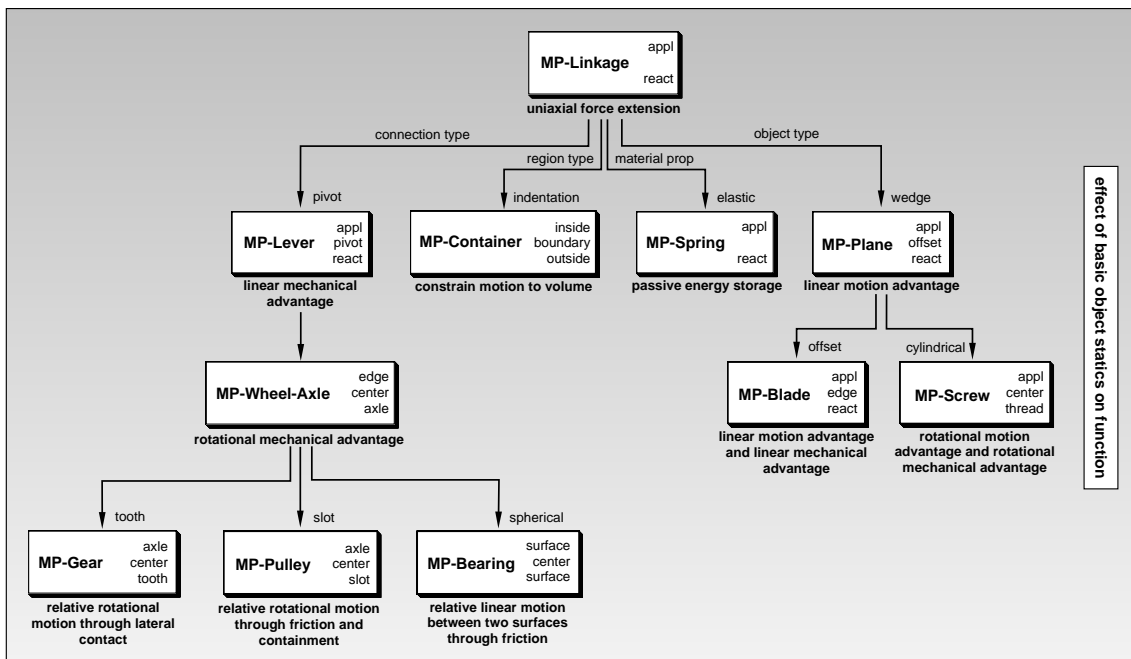 appl
MP-Linkage
react
uniaxial force extension
connection type
object type
region type
material prop
pivot
indentation
elastic
wedge
appl
MP-Lever pivot
react
linear mechanical
advantage
inside
MP-Container boundary
outside
constrain motion to volume
appl
MP-Spring
react
passive energy storage
appl
MP-Plane offset
react
linear motion advantage
offset
cylindrical
edge
MP-Wheel-Axle center
axle
rotational mechanical advantage
appl
MP-Blade edge
react
linear motion advantage
and linear mechanical
advantage
appl
MP-Screw center
thread
rotational motion
advantage and rotational
mechanical advantage
tooth
slot
spherical
axle
MP-Gear center
tooth
relative rotational
motion through lateral
contact
axle
MP-Pulley center
slot
relative rotational motion
through friction and
containment
surface
MP-Bearing center
surface
relative linear motion
between two surfaces
through friction
effect of basic object statics on function